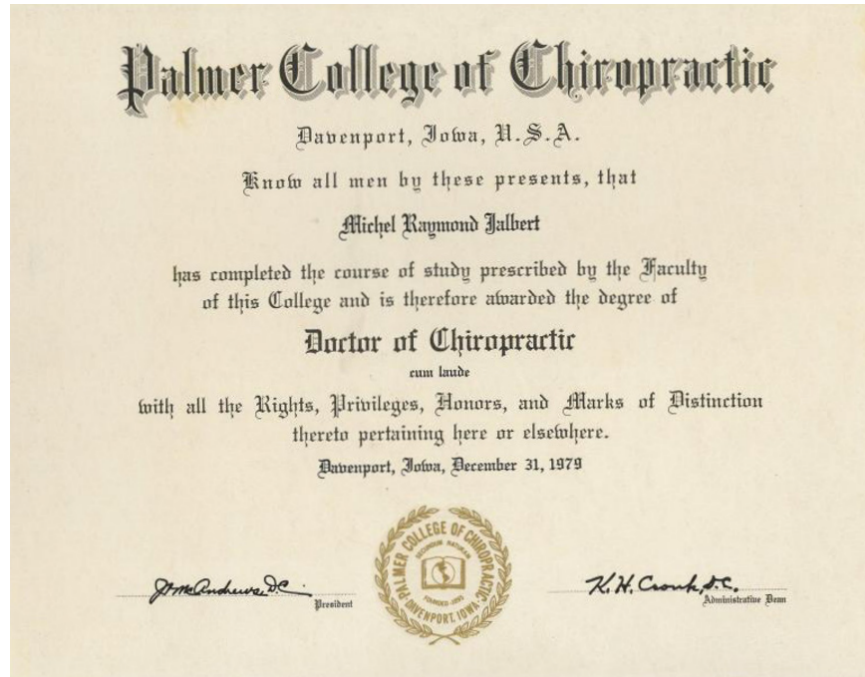 Palmer College of Chiropractic
Davenport, Iowa, U.S.A.
Know all men by these presents, that
Michel Raymond Jalbert
has completed the course of study prescribed by the Faculty
of this College and is therefore awarded the degree of
Doctor of Chiropractic
cum laude
with all the Rights, Privileges, Honors, and Marks of Distinction
thereto pertaining here or elsewhere.
Davenport, Iowa, December 31, 1979
PALMER COLLEGE OF CHIROPRACTIC
DAVENPORT, IOWA
J F McAndrews, D.C.
President
K. H. Cronk, D.C.
Administrative Dean